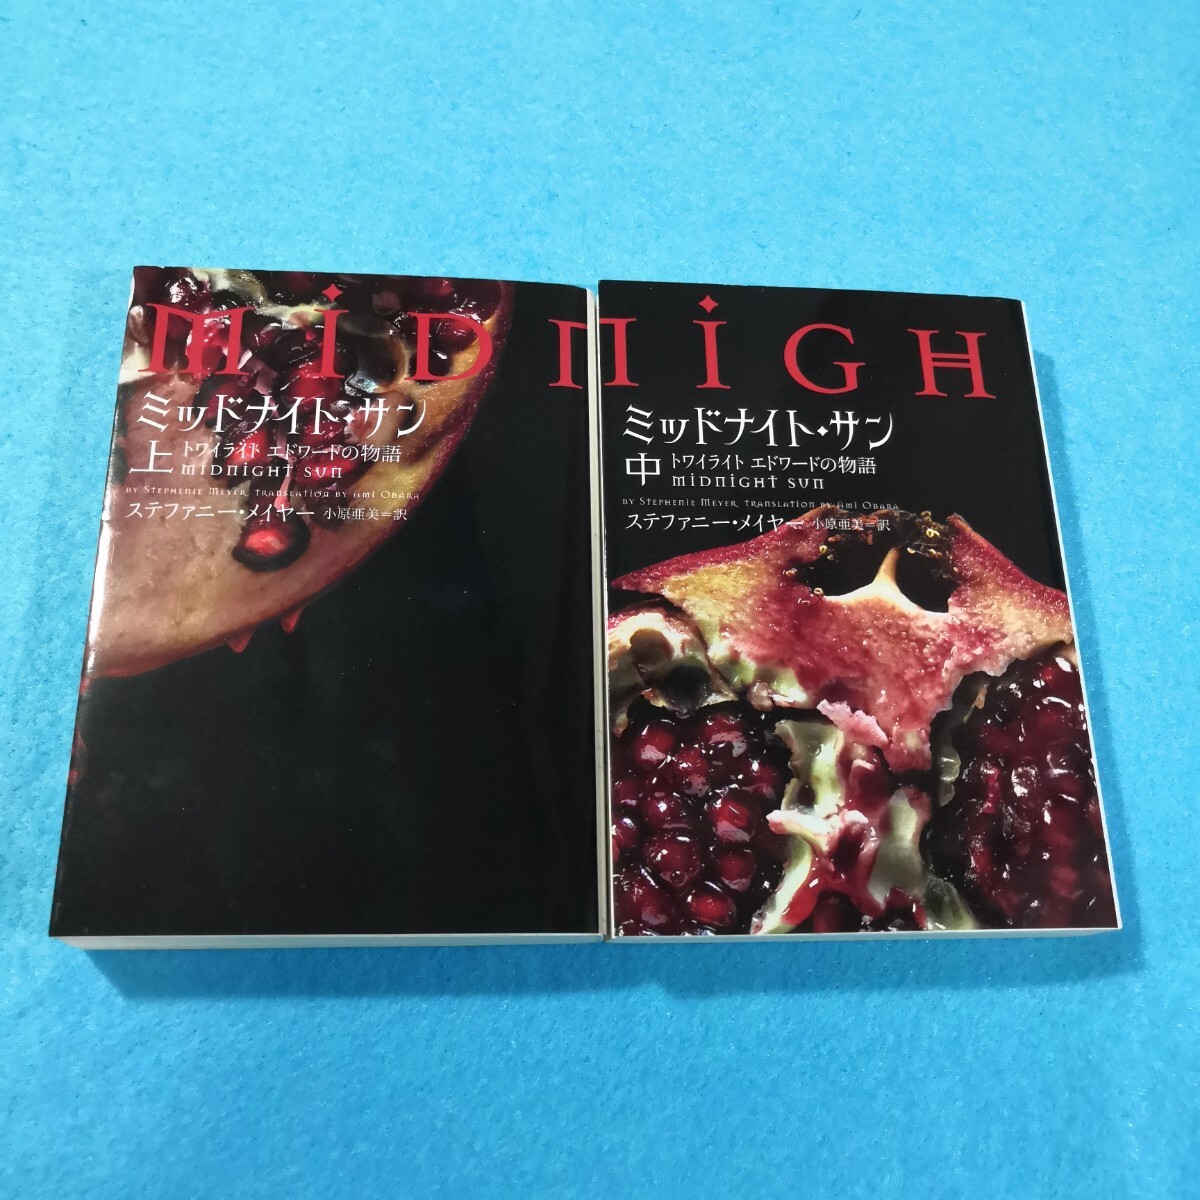 MIDN
ミッドナイト・サン
上 トワイライト エドワードの物語
MIDNIGHT SUN
BY STEPHENIE MEYER TRANSLATION BY AMI OBARA
ステファニー・メイヤー 小原亜美=訳
NIGH
ミッドナイト・サン
中 トワイライト エドワードの物語
MIDNIGHT SUN
BY STEPHENIE MEYER TRANSLATION BY AMI OBARA
ステファニー・メイヤー 小原亜美=訳